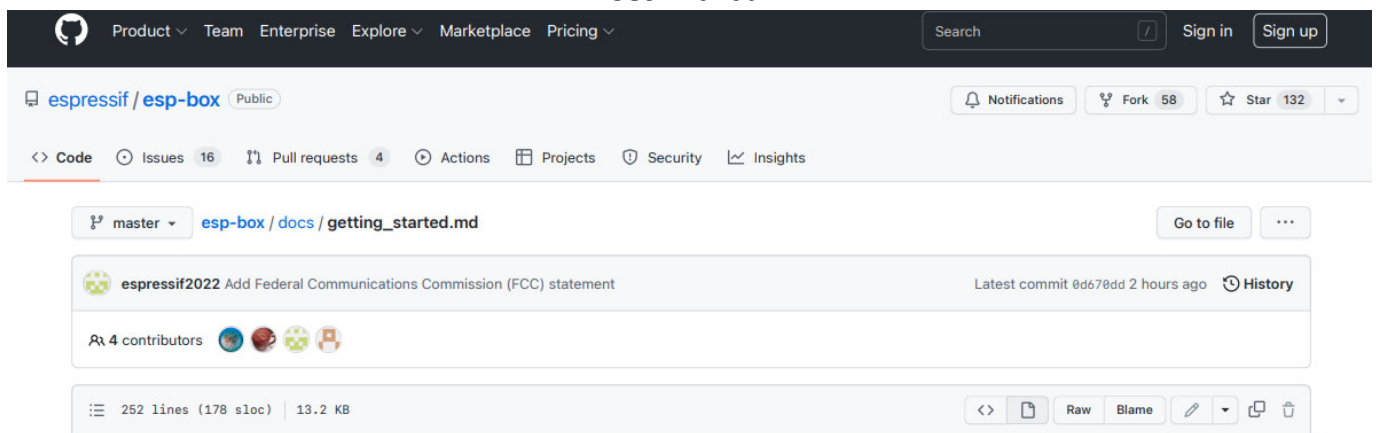 Product Team Enterprise Explore Marketplace Pricing Search / Sign in Sign up
espressif / esp-box Public Notifications Fork 58 Star 132
Code Issues 16 Pull requests 4 Actions Projects Security Insights
master esp-box / docs / getting_started.md Go to file ...
espressif2022 Add Federal Communications Commission (FCC) statement Latest commit 0d670dd 2 hours ago History
4 contributors
252 lines (178 sloc) | 13.2 KB <> Raw Blame